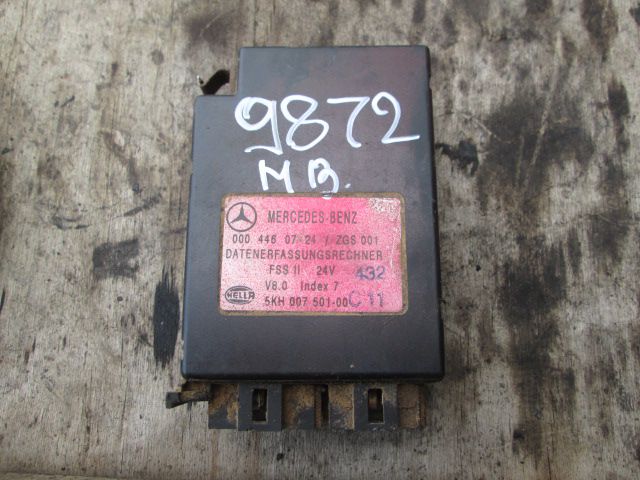 9872
MB.
MERCEDES-BENZ
000 446 07 24 / ZGS 001
DATENERFASSUNGSRECHNER
FSS II 24V 432
V8.0 Index 7
HELLA 5KH 007 501-00 C11